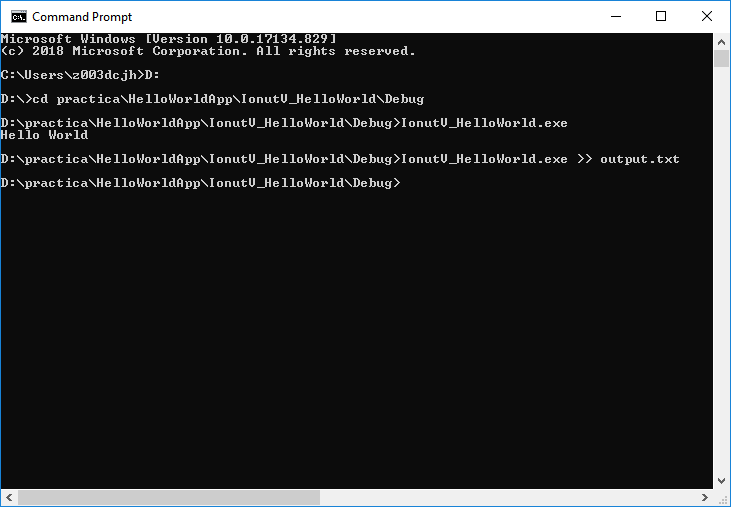 Command Prompt
Microsoft Windows [Version 10.0.17134.829]
(c) 2018 Microsoft Corporation. All rights reserved.
C:\Users\z003dcjh>D:
D:\>cd practica\HelloWorldApp\IonutV_HelloWorld\Debug
D:\practica\HelloWorldApp\IonutV_HelloWorld\Debug>IonutV_HelloWorld.exe
Hello World
D:\practica\HelloWorldApp\IonutV_HelloWorld\Debug>IonutV_HelloWorld.exe >> output.txt
D:\practica\HelloWorldApp\IonutV_HelloWorld\Debug>